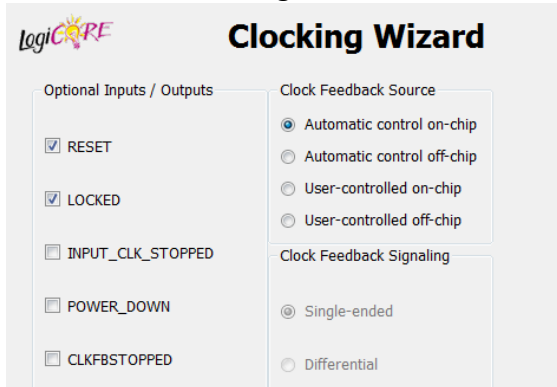 LogiCORE
Clocking Wizard
Optional Inputs / Outputs
RESET
LOCKED
INPUT_CLK_STOPPED
POWER_DOWN
CLKFBSTOPPED
Clock Feedback Source
Automatic control on-chip
Automatic control off-chip
User-controlled on-chip
User-controlled off-chip
Clock Feedback Signaling
Single-ended
Differential